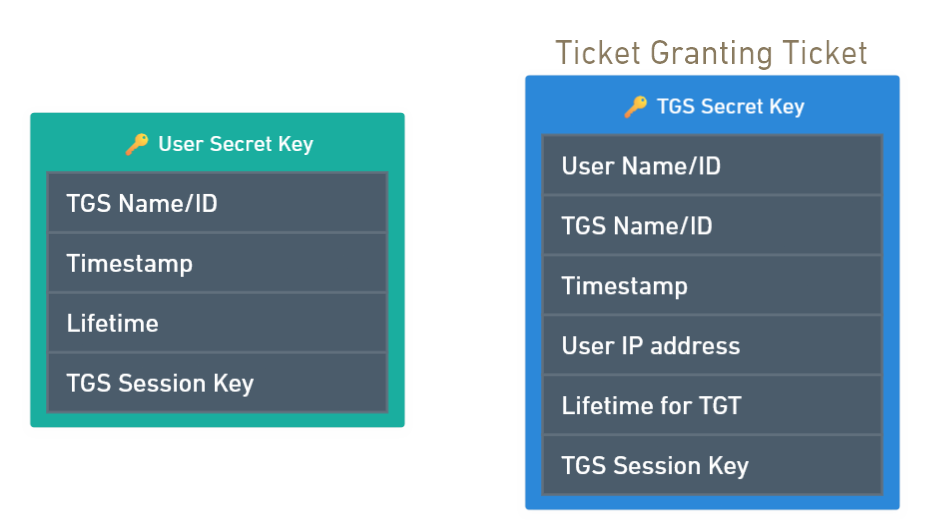 Ticket Granting Ticket
User Secret Key
TGS Name/ID
Timestamp
Lifetime
TGS Session Key
TGS Secret Key
User Name/ID
TGS Name/ID
Timestamp
User IP address
Lifetime for TGT
TGS Session Key